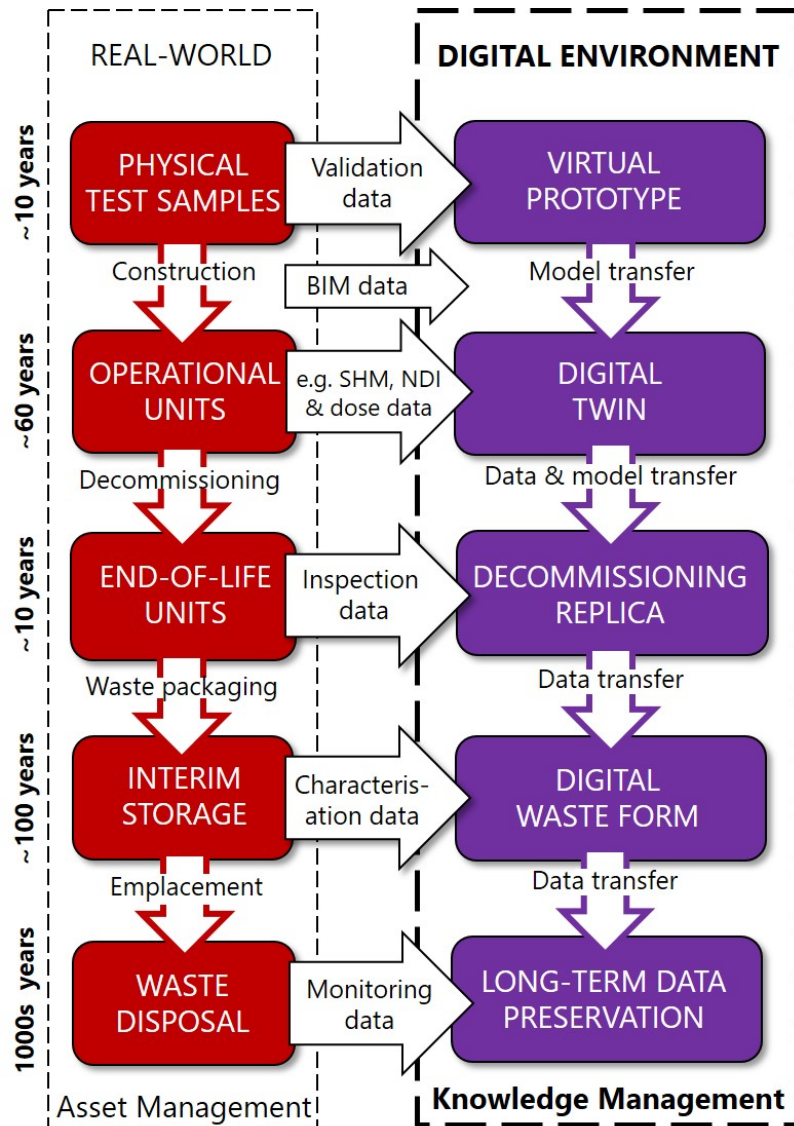 REAL-WORLD
DIGITAL ENVIRONMENT
~10 years
PHYSICAL
TEST SAMPLES
Validation
data
VIRTUAL
PROTOTYPE
Construction
BIM data
Model transfer
~60 years
OPERATIONAL
UNITS
e.g. SHM, NDI
& dose data
DIGITAL
TWIN
Decommissioning
Data & model transfer
~10 years
END-OF-LIFE
UNITS
Inspection
data
DECOMMISSIONING
REPLICA
Waste packaging
Data transfer
~100 years
INTERIM
STORAGE
Characteris-
ation data
DIGITAL
WASTE FORM
Emplacement
Data transfer
1000s years
WASTE
DISPOSAL
Monitoring
data
LONG-TERM DATA
PRESERVATION
Asset Management
Knowledge Management